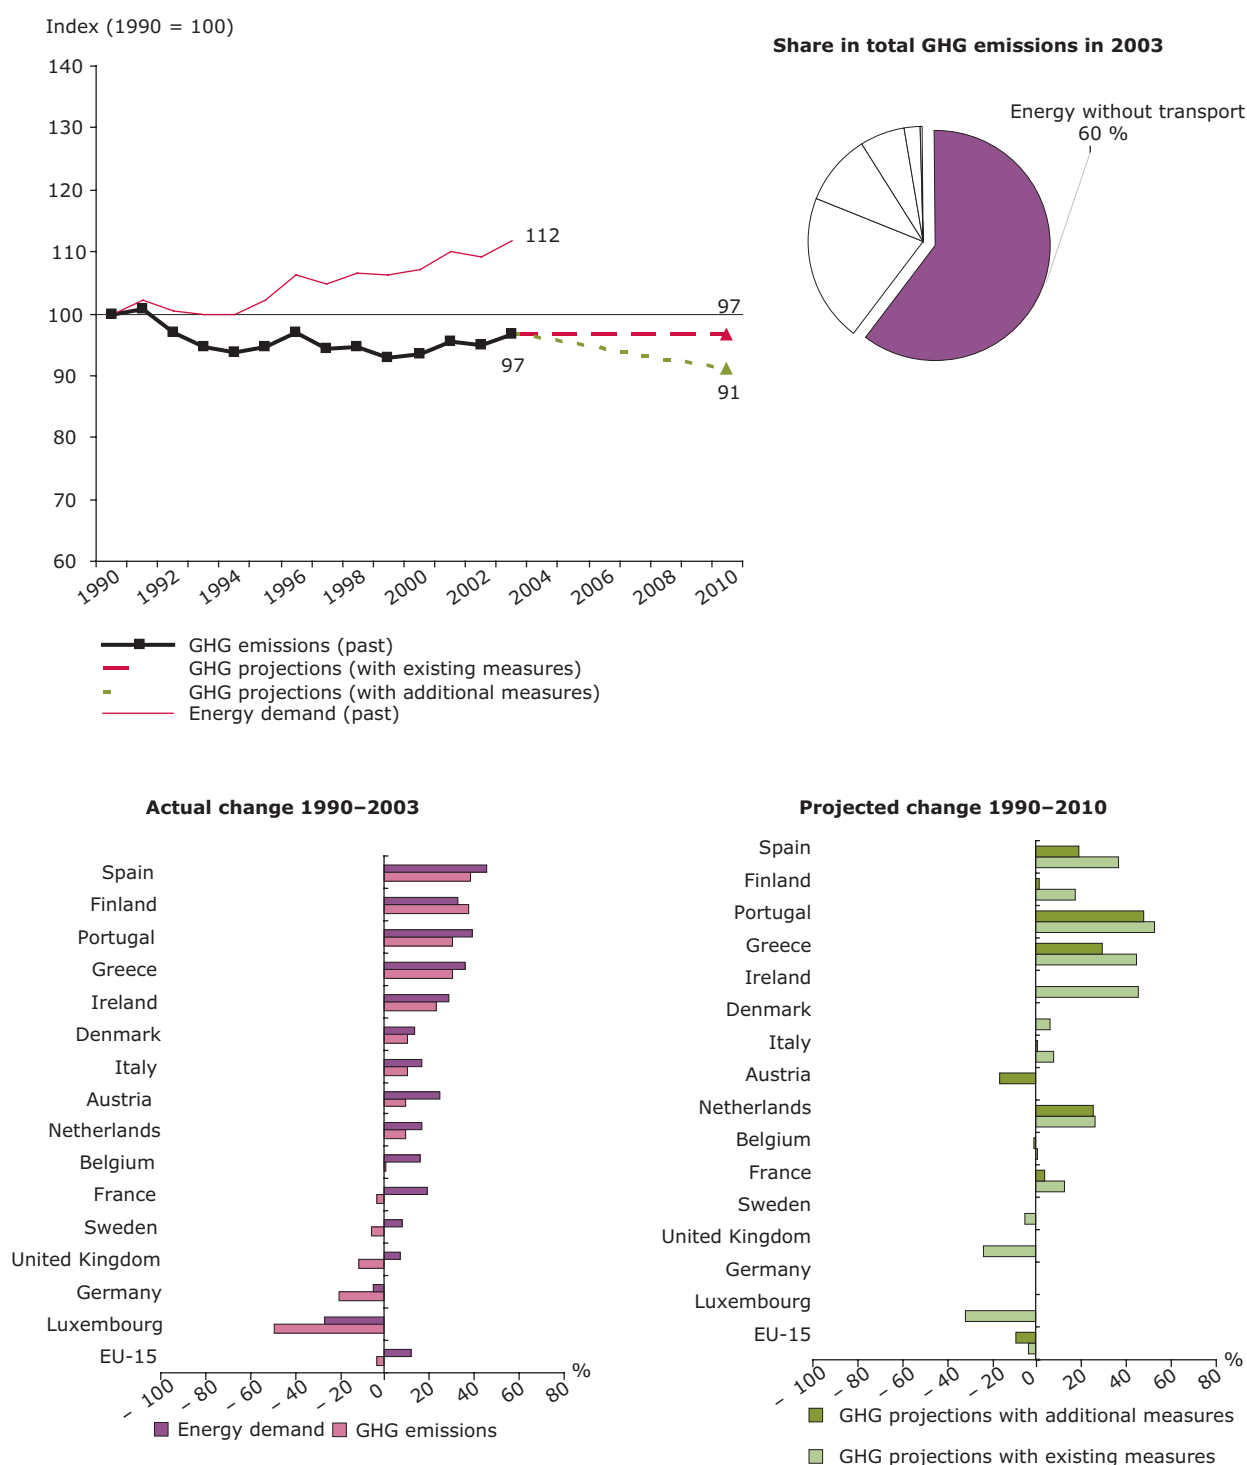 Index (1990 = 100)
140
130
120
110
100
90
80
70
60
112
97
97
91
1990
1992
1994
1996
1998
2000
2002
2004
2006
2008
2010
GHG emissions (past)
GHG projections (with existing measures)
GHG projections (with additional measures)
Energy demand (past)
Share in total GHG emissions in 2003
Energy without transport
60 %
Actual change 1990–2003
Spain
Finland
Portugal
Greece
Ireland
Denmark
Italy
Austria
Netherlands
Belgium
France
Sweden
United Kingdom
Germany
Luxembourg
EU-15
%
– 100
– 80
– 60
– 40
– 20
0
20
40
60
80
Energy demand
GHG emissions
Projected change 1990–2010
Spain
Finland
Portugal
Greece
Ireland
Denmark
Italy
Austria
Netherlands
Belgium
France
Sweden
United Kingdom
Germany
Luxembourg
EU-15
%
– 100
– 80
– 60
– 40
– 20
0
20
40
60
80
GHG projections with additional measures
GHG projections with existing measures